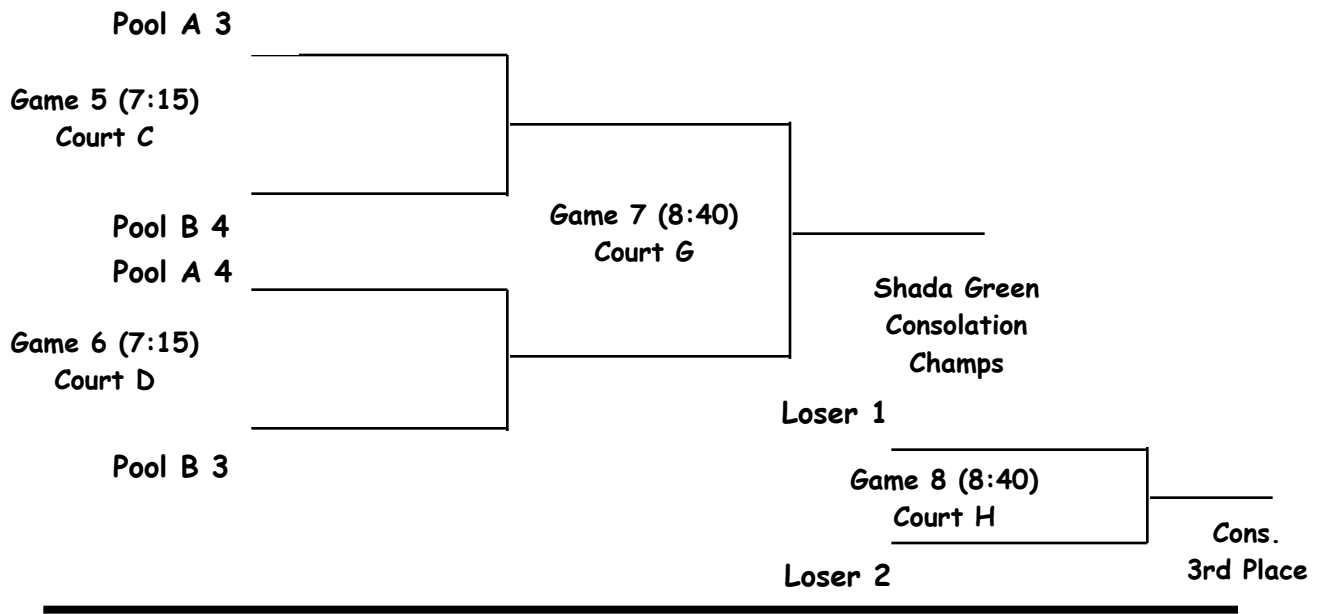 Pool A 3
Game 5 (7:15)
Court C
Pool B 4
Pool A 4
Game 6 (7:15)
Court D
Pool B 3
Game 7 (8:40)
Court G
Shada Green
Consolation
Champs
Loser 1
Game 8 (8:40)
Court H
Loser 2
Cons.
3rd Place